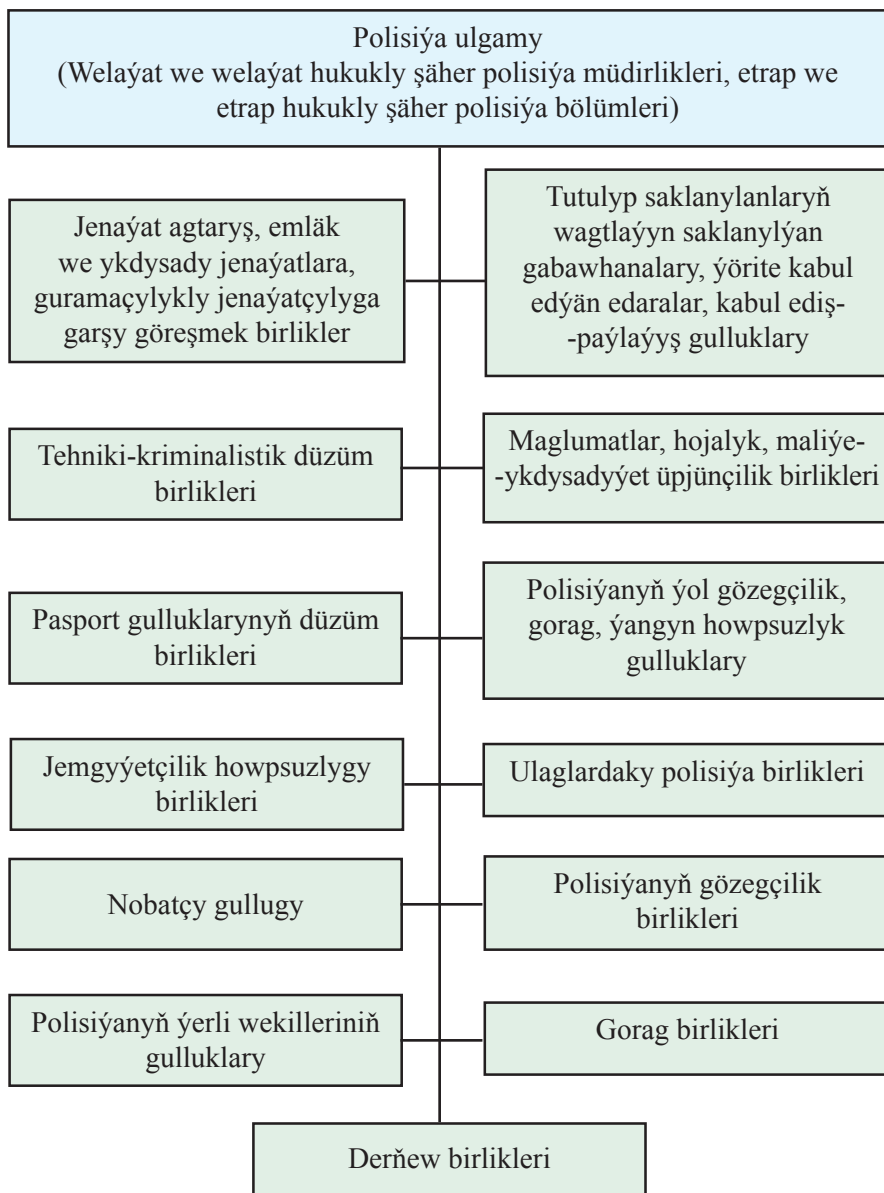 Polisiýa ulgamy
(Welaýat we welaýat hukukly şäher polisiýa müdirlikleri, etrap we
etrap hukukly şäher polisiýa bölümleri)
Jenaýat agtaryş, emläk
we ykdysady jenaýatlara,
guramaçylykly jenaýatçylyga
garşy göreşmek birlikler
Tutulyp saklanylanlaryň
wagtlaýyn saklanylýan
gabawhanalary, ýörite kabul
edýän edaralar, kabul ediş-
-paýlaýyş gulluklary
Tehniki-kriminalistik düzüm
birlikleri
Maglumatlar, hojalyk, maliýe-
-ykdysadyýet üpjünçilik birlikleri
Pasport gulluklarynyň düzüm
birlikleri
Polisiýanyň ýol gözegçilik,
gorag, ýangyn howpsuzlyk
gulluklary
Jemgyýetçilik howpsuzlygy
birlikleri
Ulaglardaky polisiýa birlikleri
Nobatçy gullugy
Polisiýanyň gözegçilik
birlikleri
Polisiýanyň ýerli wekilleriniň
gulluklary
Gorag birlikleri
Derňew birlikleri